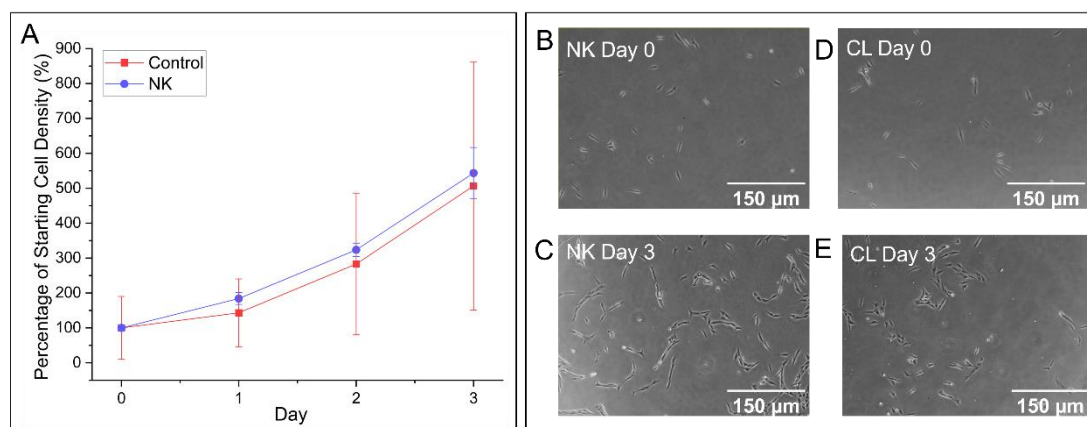 A
Percentage of Starting Cell Density (%)
900
800
700
600
500
400
300
200
100
0
Control
NK
0
1
2
3
Day
B
NK Day 0
150 µm
D
CL Day 0
150 µm
C
NK Day 3
150 µm
E
CL Day 3
150 µm